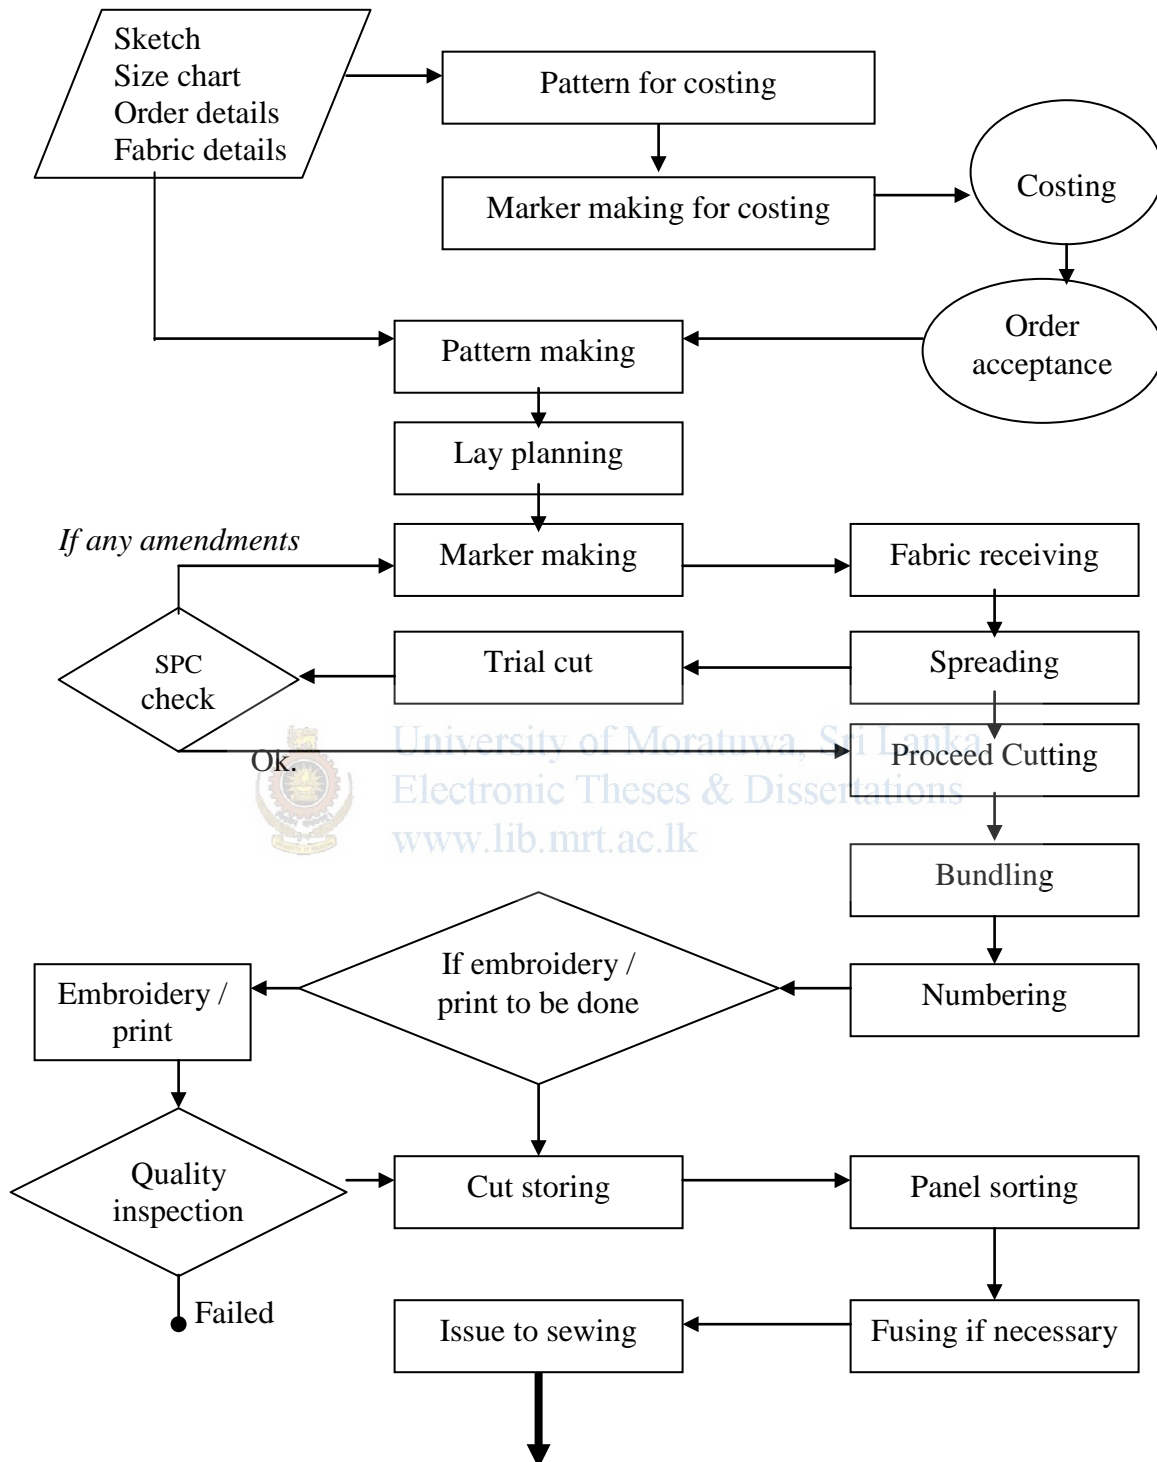 Sketch
Size chart
Order details
Fabric details
Pattern for costing
Marker making for costing
Costing
Order
acceptance
Pattern making
Lay planning
If any amendments
Marker making
Fabric receiving
SPC
check
Trial cut
Spreading
Ok.
University of Moratuwa, Sri Lanka.
Electronic Theses & Dissertations
www.lib.mrt.ac.lk
Proceed Cutting
Bundling
If embroidery /
print to be done
Numbering
Embroidery /
print
Quality
inspection
Cut storing
Panel sorting
Failed
Issue to sewing
Fusing if necessary